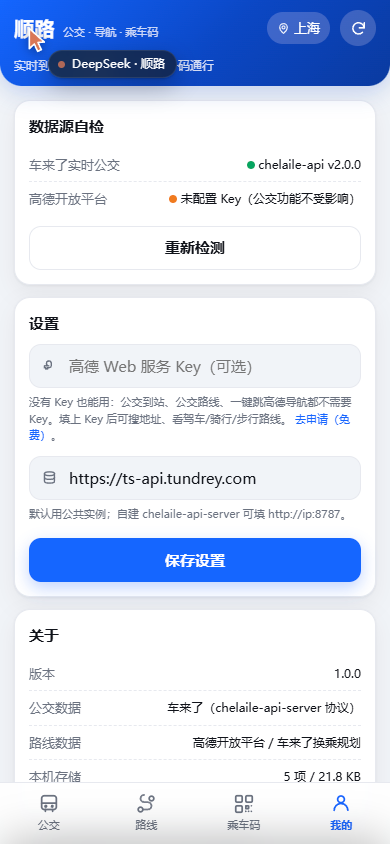 顺路 公交 · 导航 · 乘车码
上海
实时到
DeepSeek · 顺路
码通行
数据源自检
车来了实时公交
chelaile-api v2.0.0
高德开放平台
未配置 Key（公交功能不受影响）
重新检测
设置
高德 Web 服务 Key（可选）
没有 Key 也能用：公交到站、公交路线、一键跳高德导航都不需要
Key。填上 Key 后可搜地址、看驾车/骑行/步行路线。 去申请（免
费）。
https://ts-api.tundrey.com
默认用公共实例；自建 chelaile-api-server 可填 http://ip:8787。
保存设置
关于
版本
1.0.0
公交数据
车来了（chelaile-api-server 协议）
路线数据
高德开放平台 / 车来了换乘规划
本机存储
5 项 / 21.8 KB
公交
路线
乘车码
我的